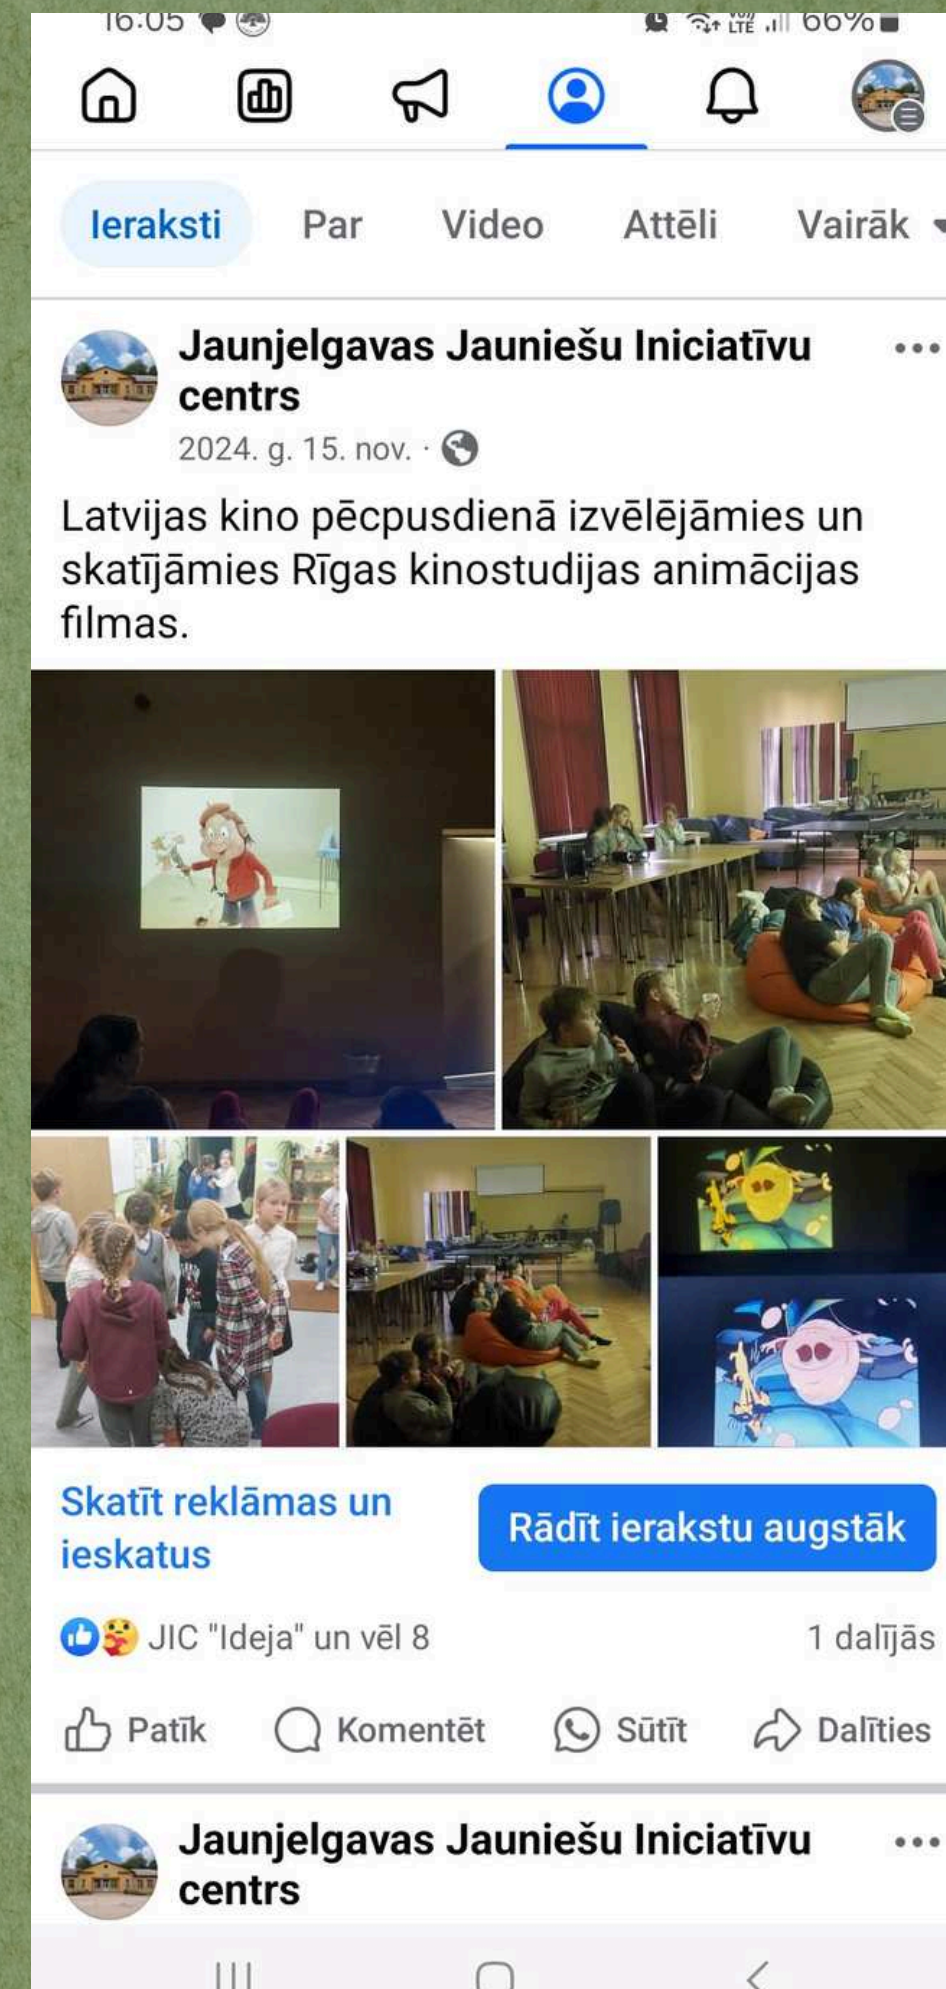 16:05 66%
LTE
Ieraksti Par Video Attēli Vairāk
Jaunjelgavas Jauniešu Iniciatīvu
centrs
2024. g. 15. nov. ·
Latvijas kino pēcpusdienā izvēlējāmies un
skatījāmies Rīgas kinostudijas animācijas
filmas.
Skatīt reklāmas un
ieskatus
Rādīt ierakstu augstāk
JIC "Ideja" un vēl 8
1 dalījās
Patīk Komentēt Sūtīt Dalīties
Jaunjelgavas Jauniešu Iniciatīvu
centrs